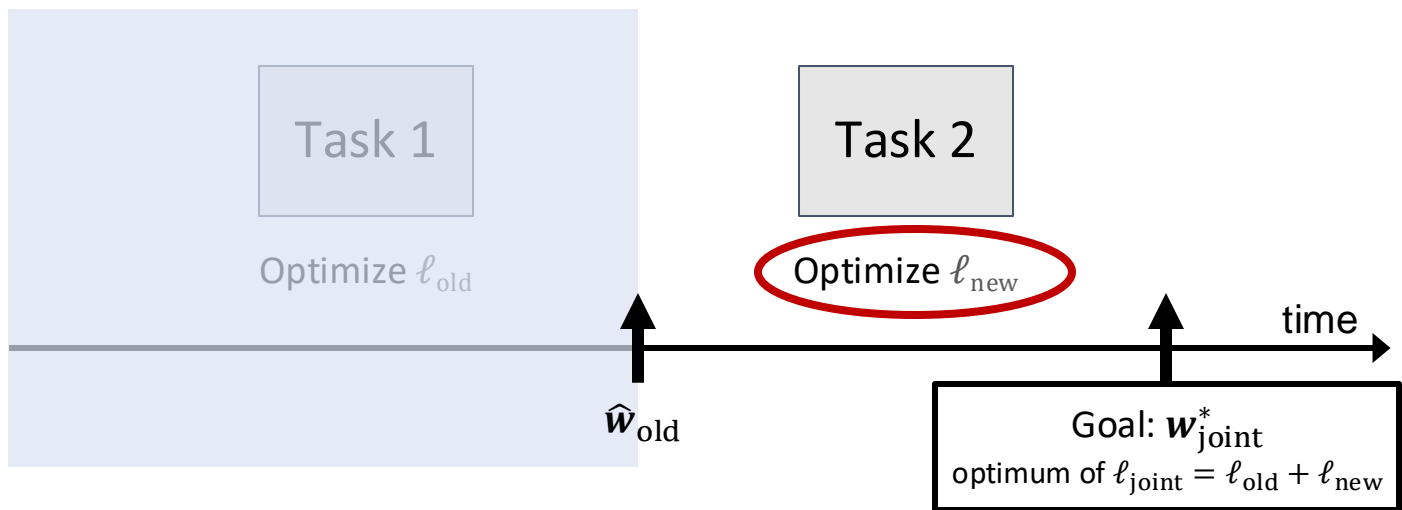 Task 1
Task 2
Optimize ℓ_old
Optimize ℓ_new
time
ŵ_old
Goal: w*_joint
optimum of ℓ_joint = ℓ_old + ℓ_new